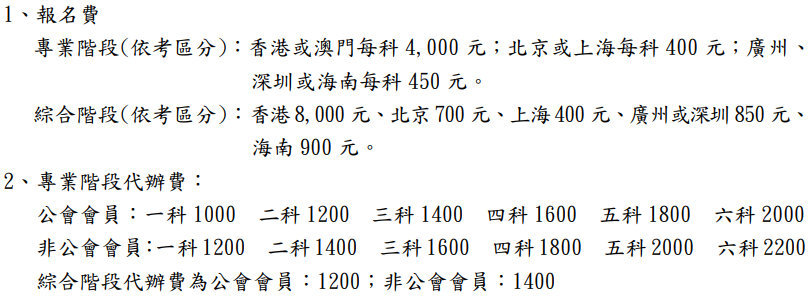 1、報名費
專業階段(依考區分)：香港或澳門每科 4,000 元；北京或上海每科 400 元；廣州、
深圳或海南每科 450 元。
綜合階段(依考區分)：香港 8,000 元、北京 700 元、上海 400 元、廣州或深圳 850 元、
海南 900 元。
2、專業階段代辦費：
公會會員：一科 1000 二科 1200 三科 1400 四科 1600 五科 1800 六科 2000
非公會會員：一科 1200 二科 1400 三科 1600 四科 1800 五科 2000 六科 2200
綜合階段代辦費為公會會員：1200；非公會會員：1400